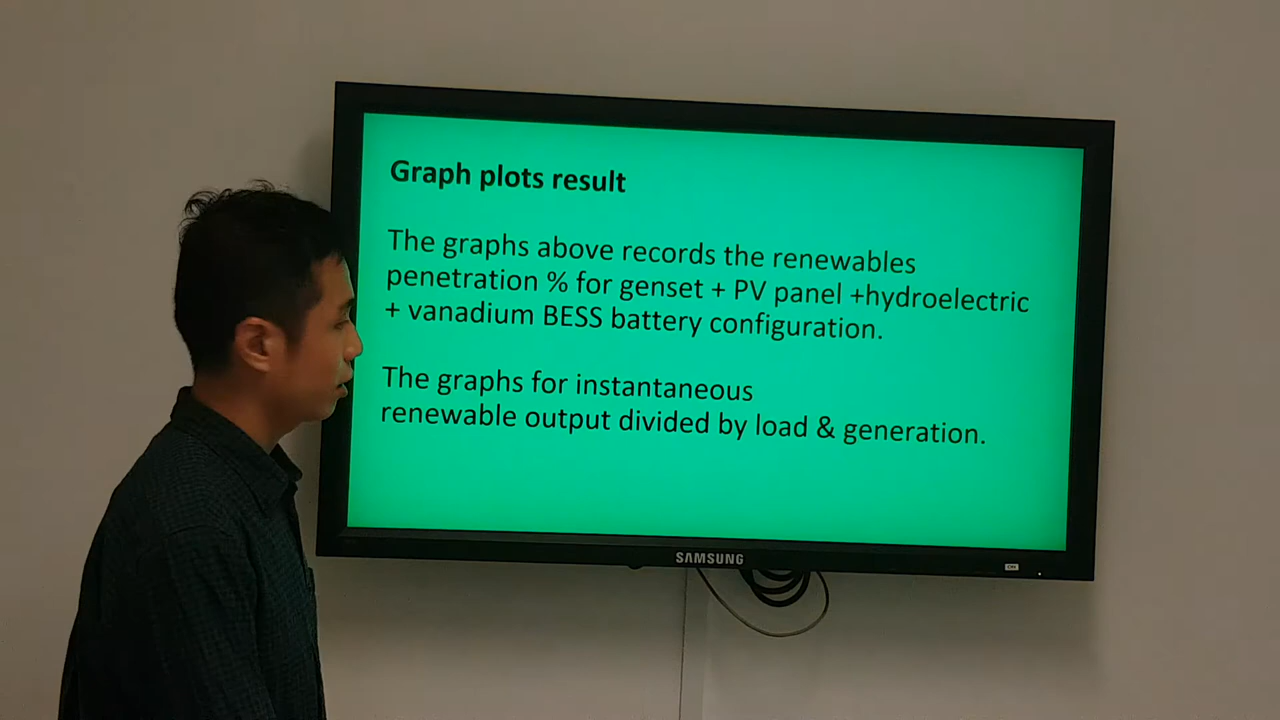 Graph plots result
The graphs above records the renewables
penetration % for genset + PV panel +hydroelectric
+ vanadium BESS battery configuration.
The graphs for instantaneous
renewable output divided by load & generation.
SAMSUNG